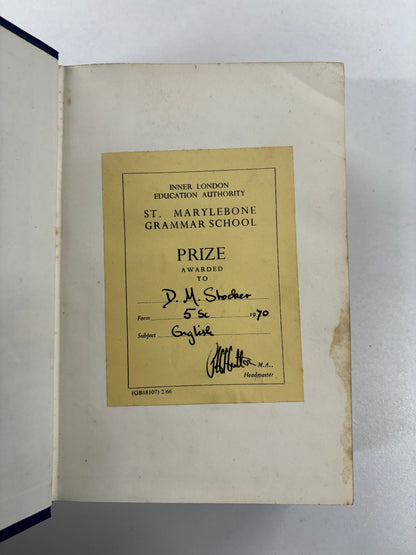 INNER LONDON
EDUCATION AUTHORITY
ST. MARYLEBONE
GRAMMAR SCHOOL
PRIZE
AWARDED
TO
D. M. Stocker
Form 5 Sc 1970
Subject English
M.A.,
Headmaster
(GB18107) 2/66